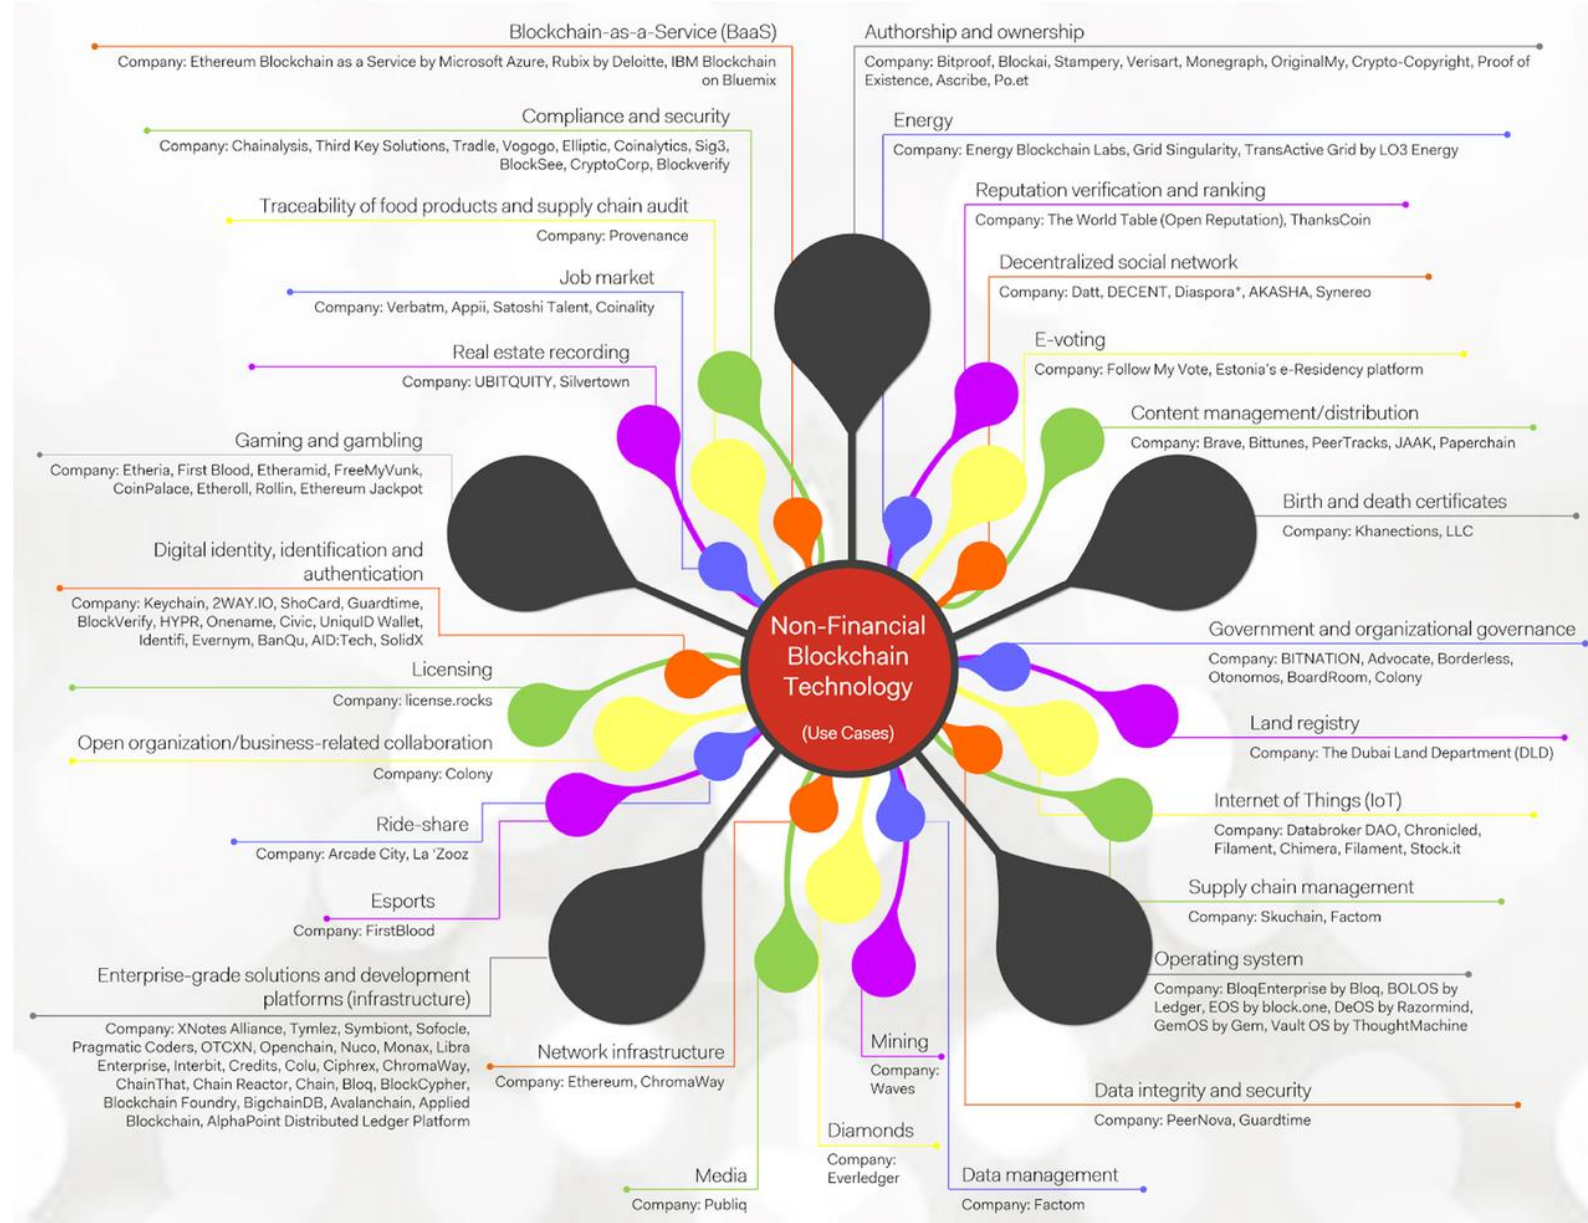 Blockchain-as-a-Service (BaaS)
Company: Ethereum Blockchain as a Service by Microsoft Azure, Rubix by Deloitte, IBM Blockchain
on Bluemix
Compliance and security
Company: Chainalysis, Third Key Solutions, Tradle, Vogogo, Elliptic, Coinalytics, Sig3,
BlockSee, CryptoCorp, Blockverify
Traceability of food products and supply chain audit
Company: Provenance
Job market
Company: Verbatm, Appii, Satoshi Talent, Coinality
Real estate recording
Company: UBITQUITY, Silvertown
Gaming and gambling
Company: Etheria, First Blood, Etheramid, FreeMyVunk,
CoinPalace, Etheroll, Rollin, Ethereum Jackpot
Digital identity, identification and
authentication
Company: Keychain, 2WAY.IO, ShoCard, Guardtime,
BlockVerify, HYPR, Onename, Civic, UniquID Wallet,
Identifi, Evernym, BanQu, AID:Tech, SolidX
Licensing
Company: license.rocks
Open organization/business-related collaboration
Company: Colony
Ride-share
Company: Arcade City, La ‘Zooz
Esports
Company: FirstBlood
Enterprise-grade solutions and development
platforms (infrastructure)
Company: XNotes Alliance, Tymlez, Symbiont, Sofocle,
Pragmatic Coders, OTCXN, Openchain, Nuco, Monax, Libra
Enterprise, Interbit, Credits, Colu, Ciphrex, ChromaWay,
ChainThat, Chain Reactor, Chain, Bloq, BlockCypher,
Blockchain Foundry, BigchainDB, Avalanchain, Applied
Blockchain, AlphaPoint Distributed Ledger Platform
Network infrastructure
Company: Ethereum, ChromaWay
Media
Company: Publiq
Non-Financial
Blockchain
Technology
(Use Cases)
Authorship and ownership
Company: Bitproof, Blockai, Stampery, Verisart, Monegraph, OriginalMy, Crypto-Copyright, Proof of
Existence, Ascribe, Po.et
Energy
Company: Energy Blockchain Labs, Grid Singularity, TransActive Grid by LO3 Energy
Reputation verification and ranking
Company: The World Table (Open Reputation), ThanksCoin
Decentralized social network
Company: Datt, DECENT, Diaspora*, AKASHA, Synereo
E-voting
Company: Follow My Vote, Estonia's e-Residency platform
Content management/distribution
Company: Brave, Bittunes, PeerTracks, JAAK, Paperchain
Birth and death certificates
Company: Khanections, LLC
Government and organizational governance
Company: BITNATION, Advocate, Borderless,
Otonomos, BoardRoom, Colony
Land registry
Company: The Dubai Land Department (DLD)
Internet of Things (IoT)
Company: Databroker DAO, Chronicled,
Filament, Chimera, Filament, Stock.it
Supply chain management
Company: Skuchain, Factom
Operating system
Company: BloqEnterprise by Bloq, BOLOS by
Ledger, EOS by block.one, DeOS by Razormind,
GemOS by Gem, Vault OS by ThoughtMachine
Mining
Company:
Waves
Data integrity and security
Company: PeerNova, Guardtime
Diamonds
Company:
Everledger
Data management
Company: Factom